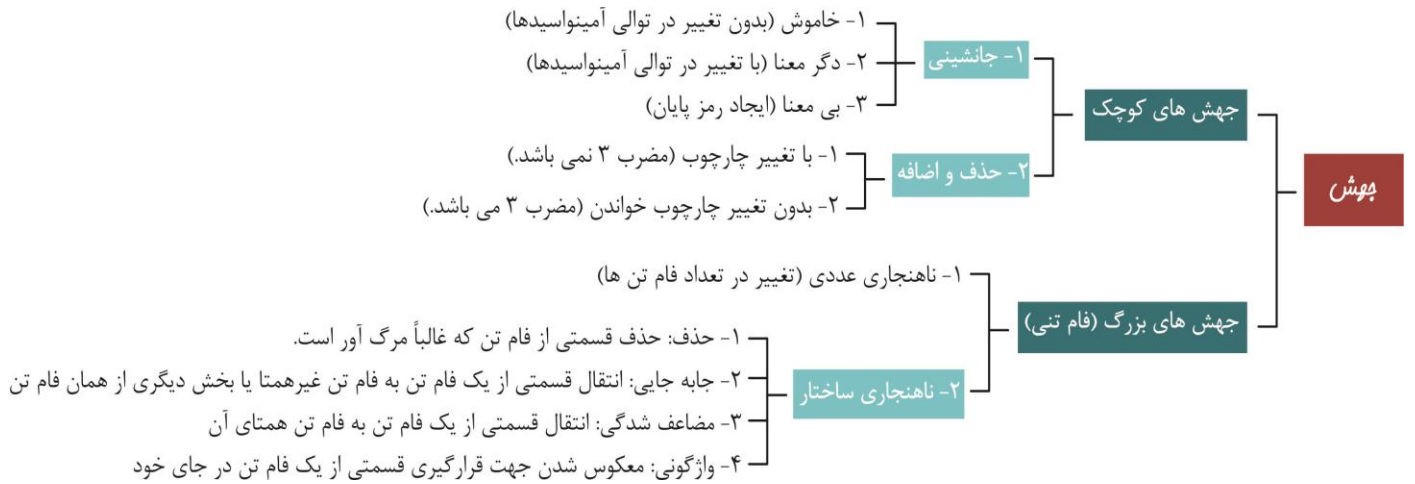 جهش
جهش های کوچک
۱- جانشینی
۱- خاموش (بدون تغییر در توالی آمینواسیدها)
۲- دگر معنا (با تغییر در توالی آمینواسیدها)
۳- بی معنا (ایجاد رمز پایان)
۲- حذف و اضافه
۱- با تغییر چارچوب (مضرب ۳ نمی باشد.)
۲- بدون تغییر چارچوب خواندن (مضرب ۳ می باشد.)
جهش های بزرگ (فام تنی)
۱- ناهنجاری عددی (تغییر در تعداد فام تن ها)
۲- ناهنجاری ساختار
۱- حذف: حذف قسمتی از فام تن که غالباً مرگ آور است.
۲- جابه جایی: انتقال قسمتی از یک فام تن به فام تن غیرهمتا یا بخش دیگری از همان فام تن
۳- مضاعف شدگی: انتقال قسمتی از یک فام تن به فام تن همتای آن
۴- واژگونی: معکوس شدن جهت قرارگیری قسمتی از یک فام تن در جای خود